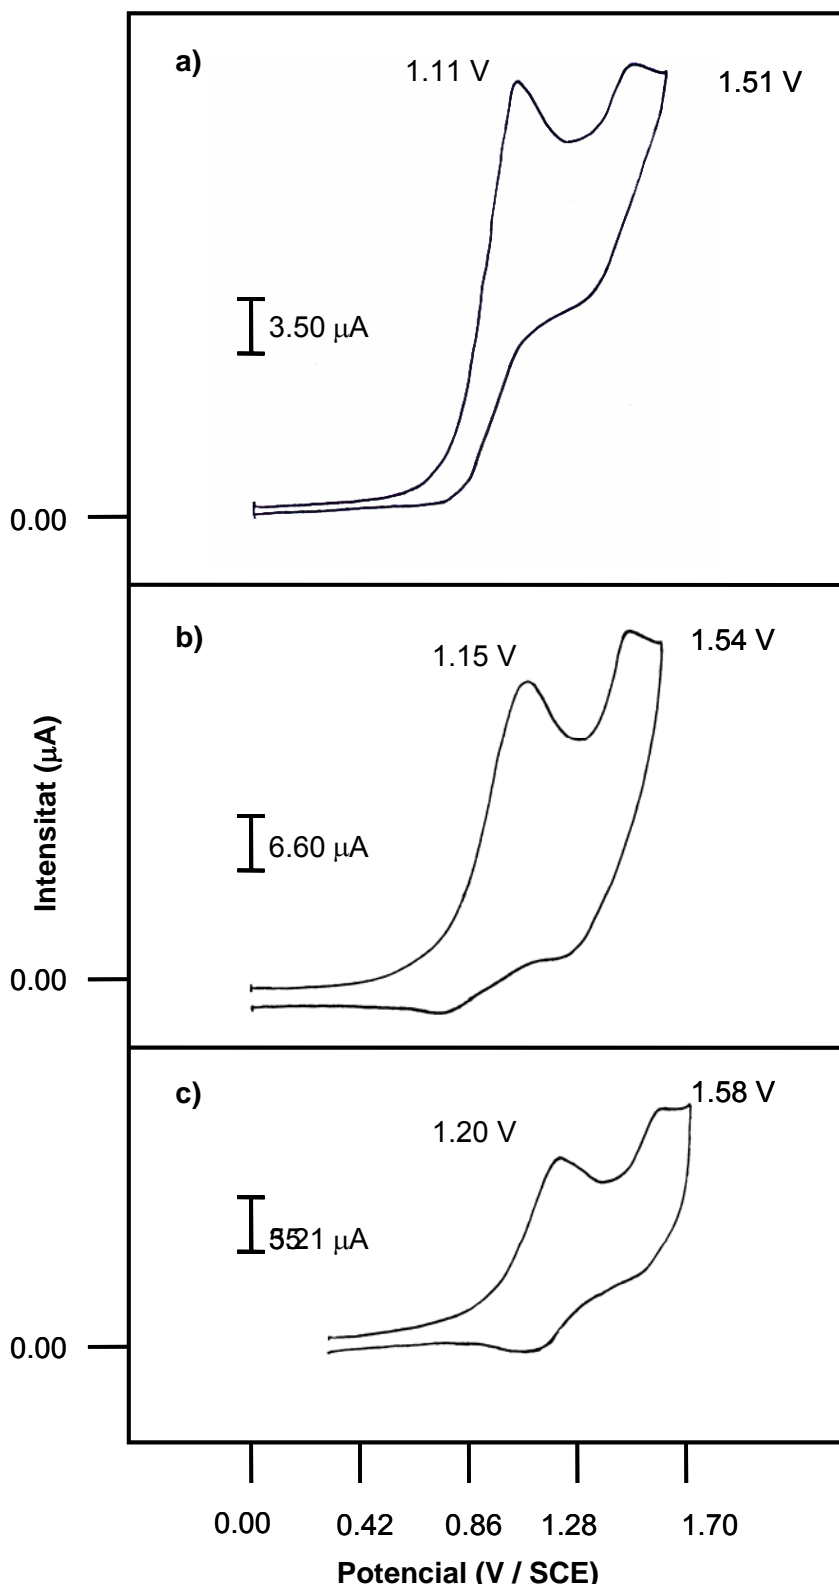 a)
1.11 V
1.51 V
3.50 μA
0.00
b)
1.15 V
1.54 V
6.60 μA
0.00
Intensitat (μA)
c)
1.20 V
1.58 V
μA
0.00
0.00 0.42 0.86 1.28 1.70
Potencial (V / SCE)